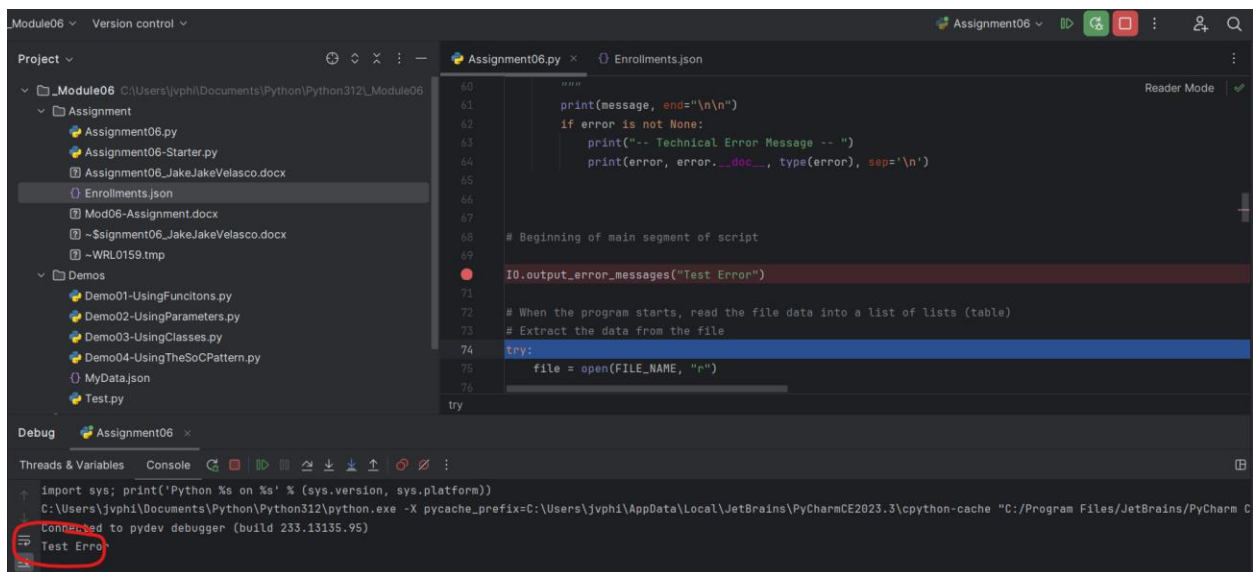 _Module06
Version control
Assignment06
Project
Assignment06.py
Enrollments.json
_Module06 C:\Users\jvphi\Documents\Python\Python312\_Module06
Assignment
Assignment06.py
Assignment06-Starter.py
Assignment06_JakeJakeVelasco.docx
Enrollments.json
Mod06-Assignment.docx
~$signment06_JakeJakeVelasco.docx
~WRL0159.tmp
Demos
Demo01-UsingFuncitons.py
Demo02-UsingParameters.py
Demo03-UsingClasses.py
Demo04-UsingTheSoCPattern.py
MyData.json
Test.py
Reader Mode
60 """
61 print(message, end="\n\n")
62 if error is not None:
63 print("-- Technical Error Message -- ")
64 print(error, error.__doc__, type(error), sep='\n')
65
66
67
68 # Beginning of main segment of script
69
IO.output_error_messages("Test Error")
71
72 # When the program starts, read the file data into a list of lists (table)
73 # Extract the data from the file
74 try:
75 file = open(FILE_NAME, "r")
76
try
Debug
Assignment06
Threads & Variables
Console
import sys; print('Python %s on %s' % (sys.version, sys.platform))
C:\Users\jvphi\Documents\Python\Python312\python.exe -X pycache_prefix=C:\Users\jvphi\AppData\Local\JetBrains\PyCharmCE2023.3\cpython-cache "C:/Program Files/JetBrains/PyCharm C
Connected to pydev debugger (build 233.13135.95)
Test Error